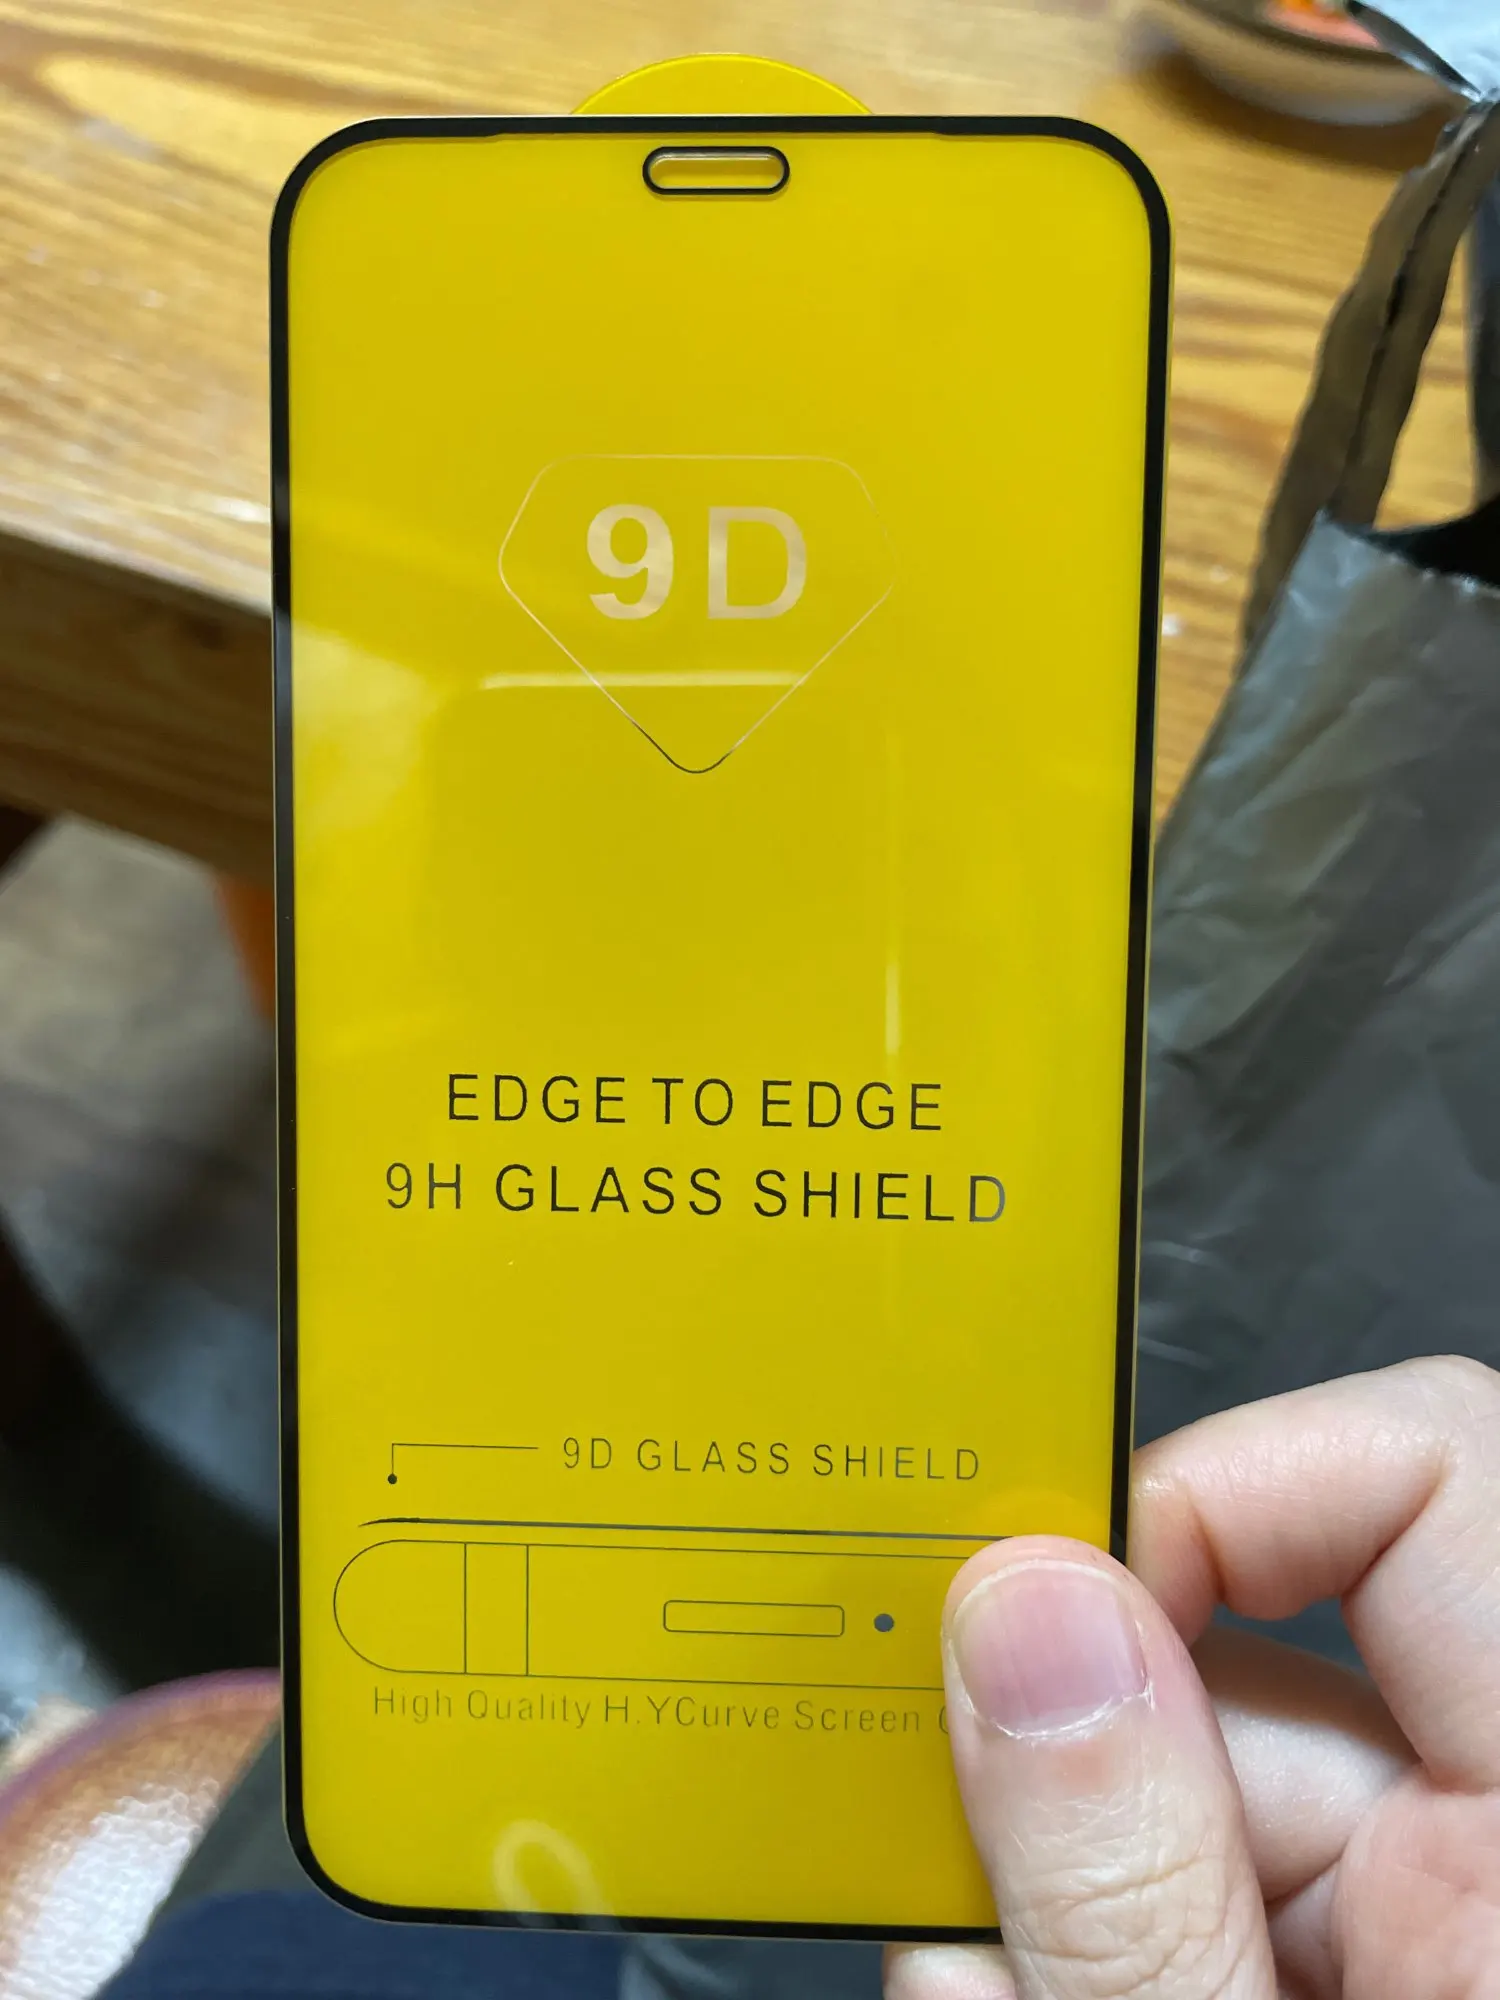 9D
EDGE TO EDGE
9H GLASS SHIELD
9D GLASS SHIELD
High Quality H.YCurve Screen